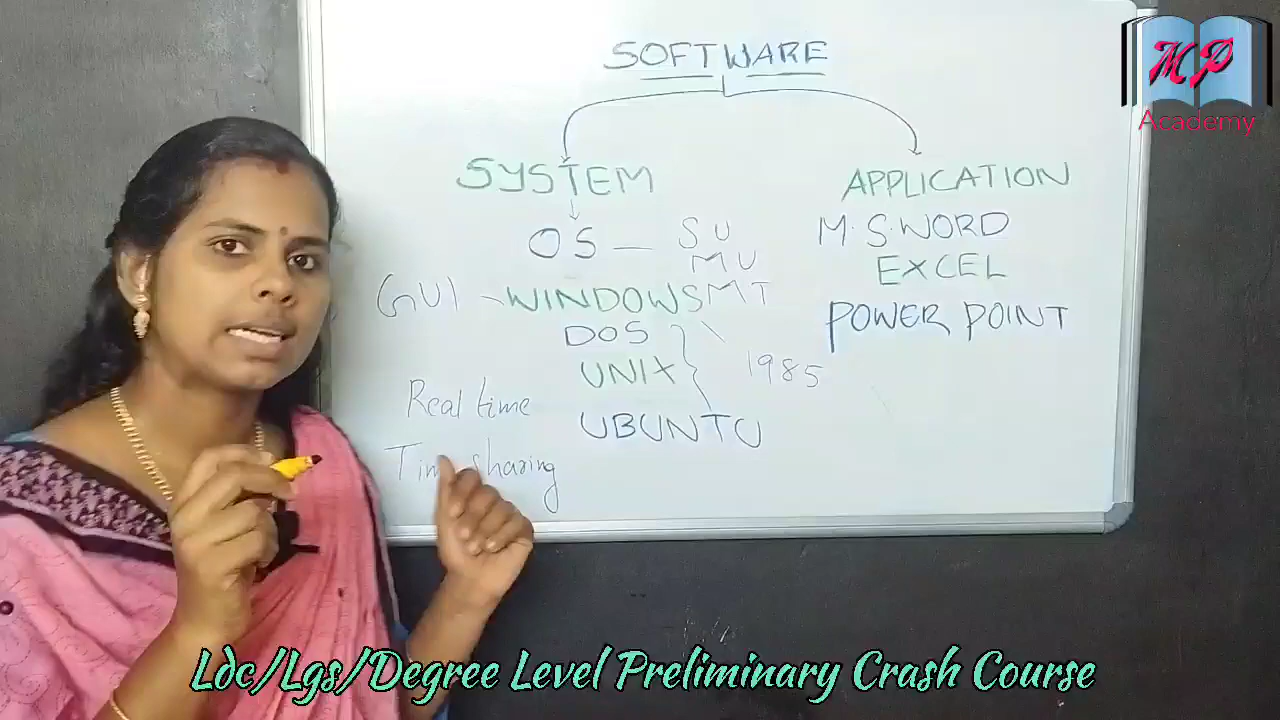 SOFTWARE
MP
Academy
SYSTEM
APPLICATION
OS — SU
MU
M.S.WORD
EXCEL
GUI - WINDOWS MT
POWER POINT
DOS
UNIX
1985
Real time
UBUNTU
Time sharing
Ldc/Lgs/Degree Level Preliminary Crash Course